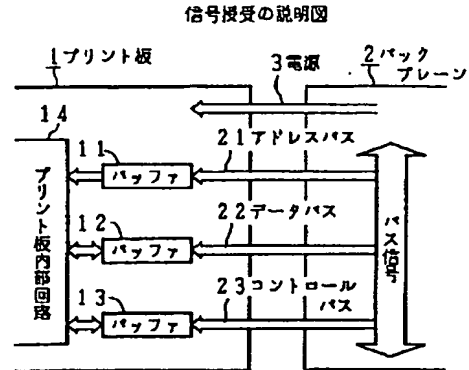 信号授受の説明図
1プリント板
3電源
2バック
プレーン
14
21アドレスバス
11
バッファ
プリント板内部回路
12
22データバス
バッファ
バス信号
13
23コントロール
バス
バッファ